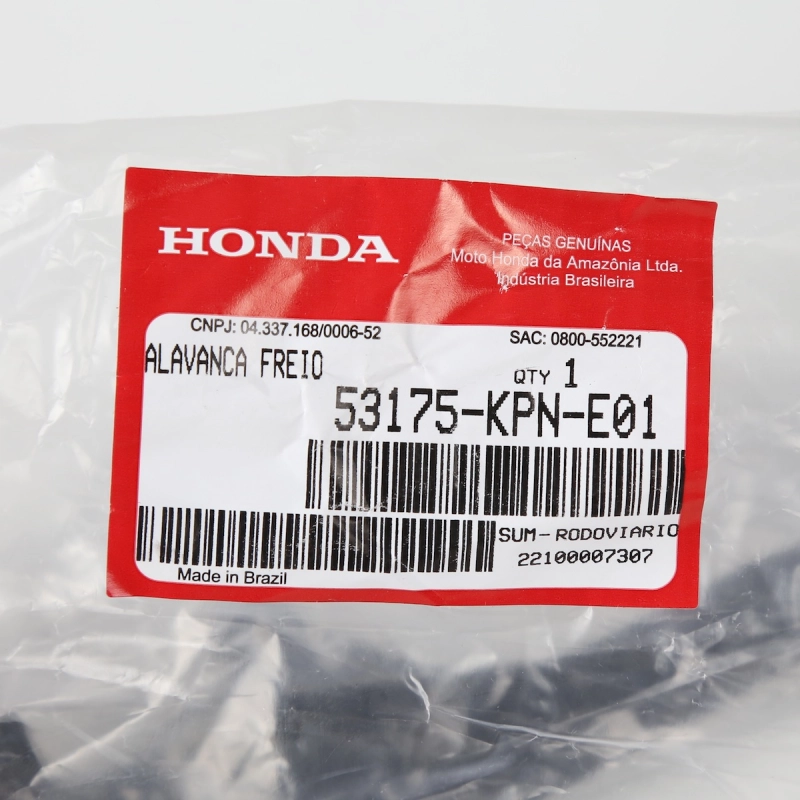 HONDA
PEÇAS GENUÍNAS
Moto Honda da Amazônia Ltda.
Indústria Brasileira
CNPJ: 04.337.168/0006-52
SAC: 0800-552221
ALAVANCA FREIO
QTY 1
53175-KPN-E01
SUM-RODOVIARIO
22100007307
Made in Brazil